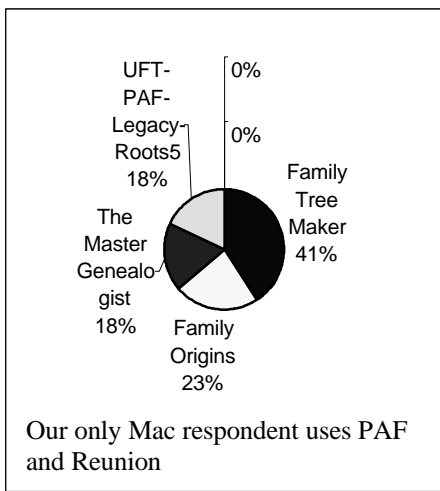 UFT-
PAF-
Legacy-
Roots5
18%
0%
0%
Family
Tree
Maker
41%
The
Master
Genealo
gist
18%
Family
Origins
23%
Our only Mac respondent uses PAF
and Reunion